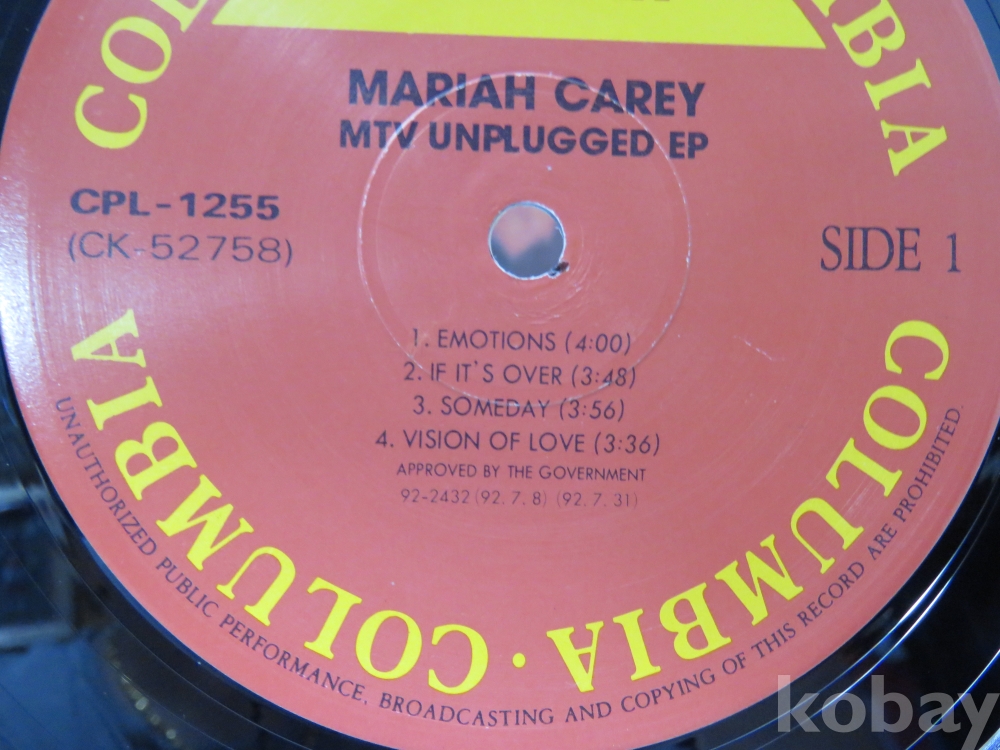 MARIAH CAREY
MTV UNPLUGGED EP
CPL-1255
(CK-52758)
SIDE 1
1. EMOTIONS (4:00)
2. IF IT'S OVER (3:48)
3. SOMEDAY (3:56)
4. VISION OF LOVE (3:36)
APPROVED BY THE GOVERNMENT
92-2432 (92. 7. 8) (92. 7. 31)
COLUMBIA · COLUMBIA
UNAUTHORIZED PUBLIC PERFORMANCE, BROADCASTING AND COPYING OF THIS RECORD ARE PROHIBITED.
kobay